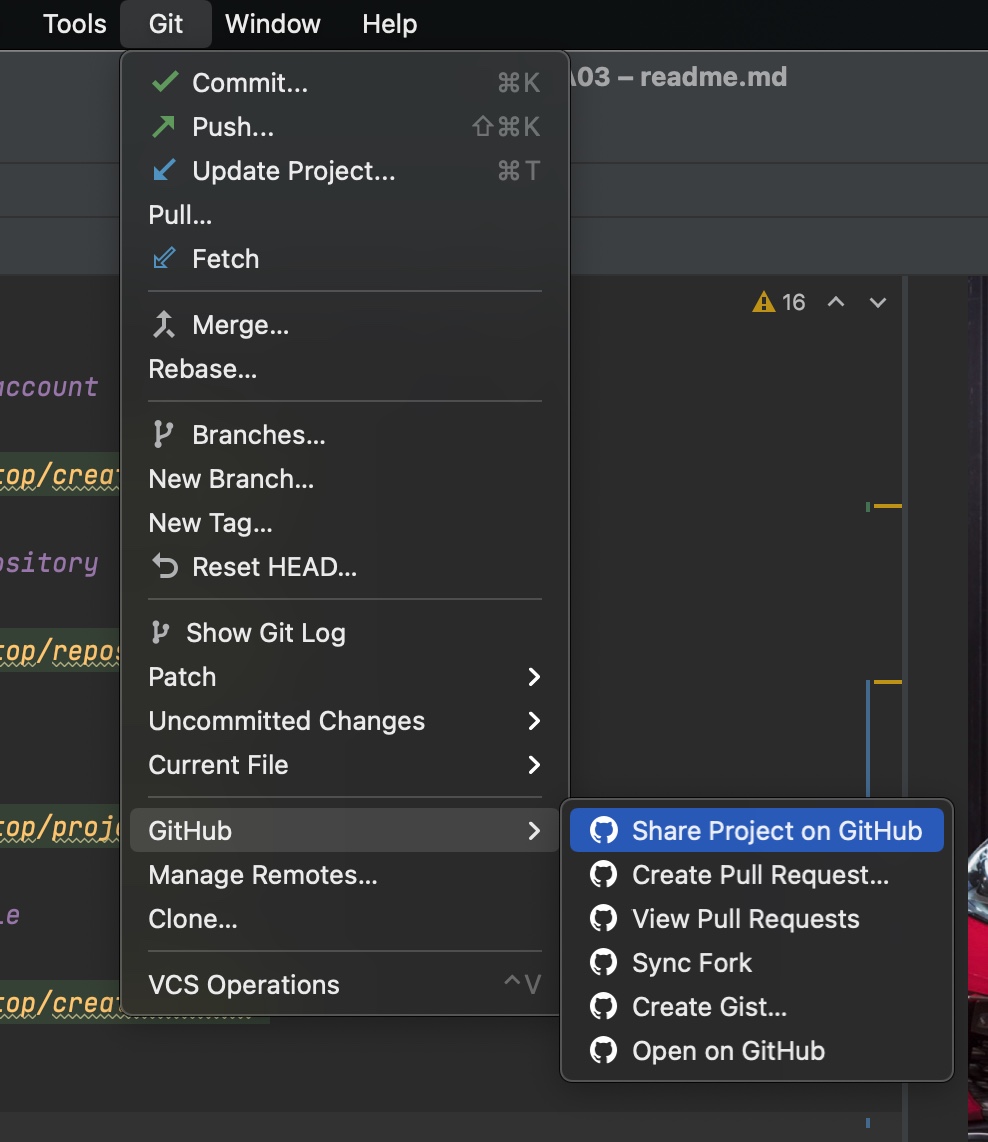 Tools Git Window Help
03 – readme.md
Commit... ⌘K
Push... ⇧⌘K
Update Project... ⌘T
Pull...
Fetch
16
Merge...
Rebase...
account
Branches...
top/creat
New Branch...
New Tag...
ository
Reset HEAD...
Show Git Log
top/repos
Patch
Uncommitted Changes
Current File
top/proje
GitHub
Share Project on GitHub
Manage Remotes...
Create Pull Request...
le
Clone...
View Pull Requests
Sync Fork
VCS Operations ^V
top/creat
Create Gist...
Open on GitHub